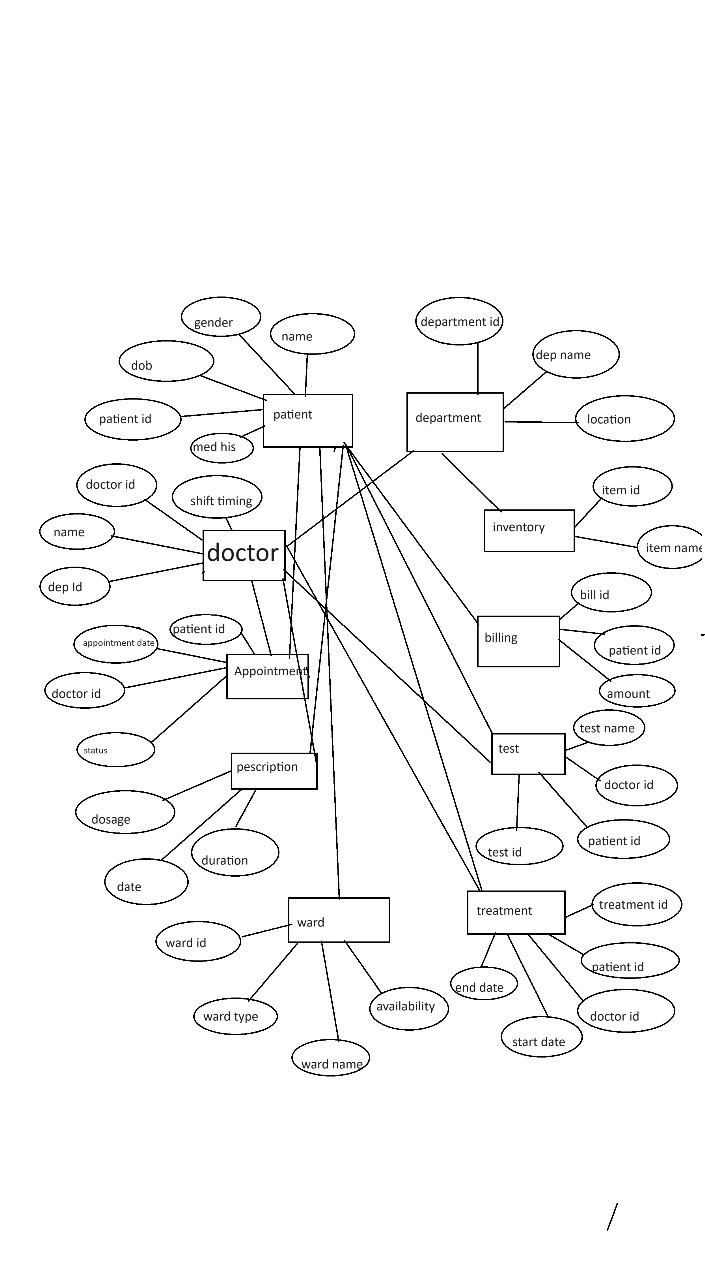 gender
name
dob
patient id
med his
patient
department id
dep name
location
department
doctor id
shift timing
name
dep Id
doctor
item id
item name
inventory
bill id
patient id
amount
billing
patient id
appointment date
doctor id
status
Appointment
test name
doctor id
patient id
test id
test
pescription
dosage
date
duration
ward
ward id
ward type
ward name
availability
treatment
treatment id
patient id
doctor id
start date
end date